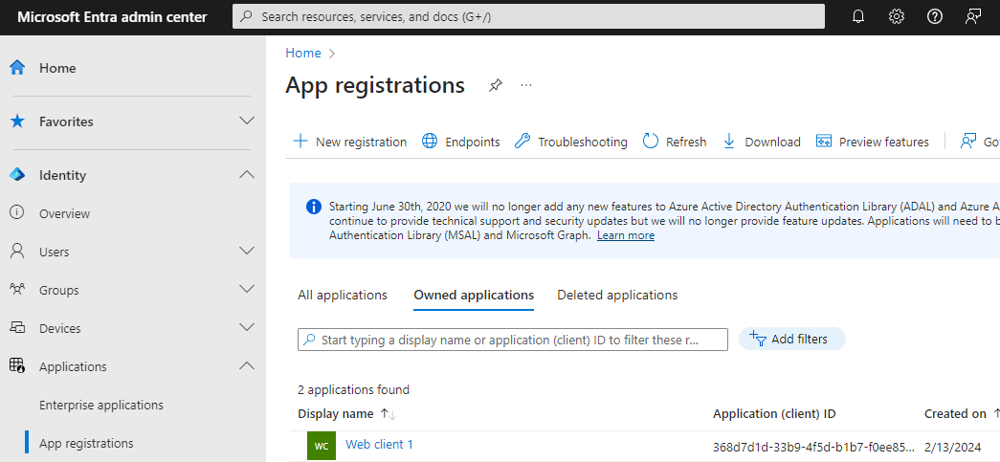 Microsoft Entra admin center
Search resources, services, and docs (G+/)
Home
Favorites
Identity
Overview
Users
Groups
Devices
Applications
Enterprise applications
App registrations
Home
App registrations
New registration
Endpoints
Troubleshooting
Refresh
Download
Preview features
Starting June 30th, 2020 we will no longer add any new features to Azure Active Directory Authentication Library (ADAL) and Azure
continue to provide technical support and security updates but we will no longer provide feature updates. Applications will need to
Authentication Library (MSAL) and Microsoft Graph. Learn more
All applications
Owned applications
Deleted applications
Start typing a display name or application (client) ID to filter these r...
Add filters
2 applications found
Display name
Application (client) ID
Created on
WC
Web client 1
368d7d1d-33b9-4f5d-b1b7-f0ee85...
2/13/2024